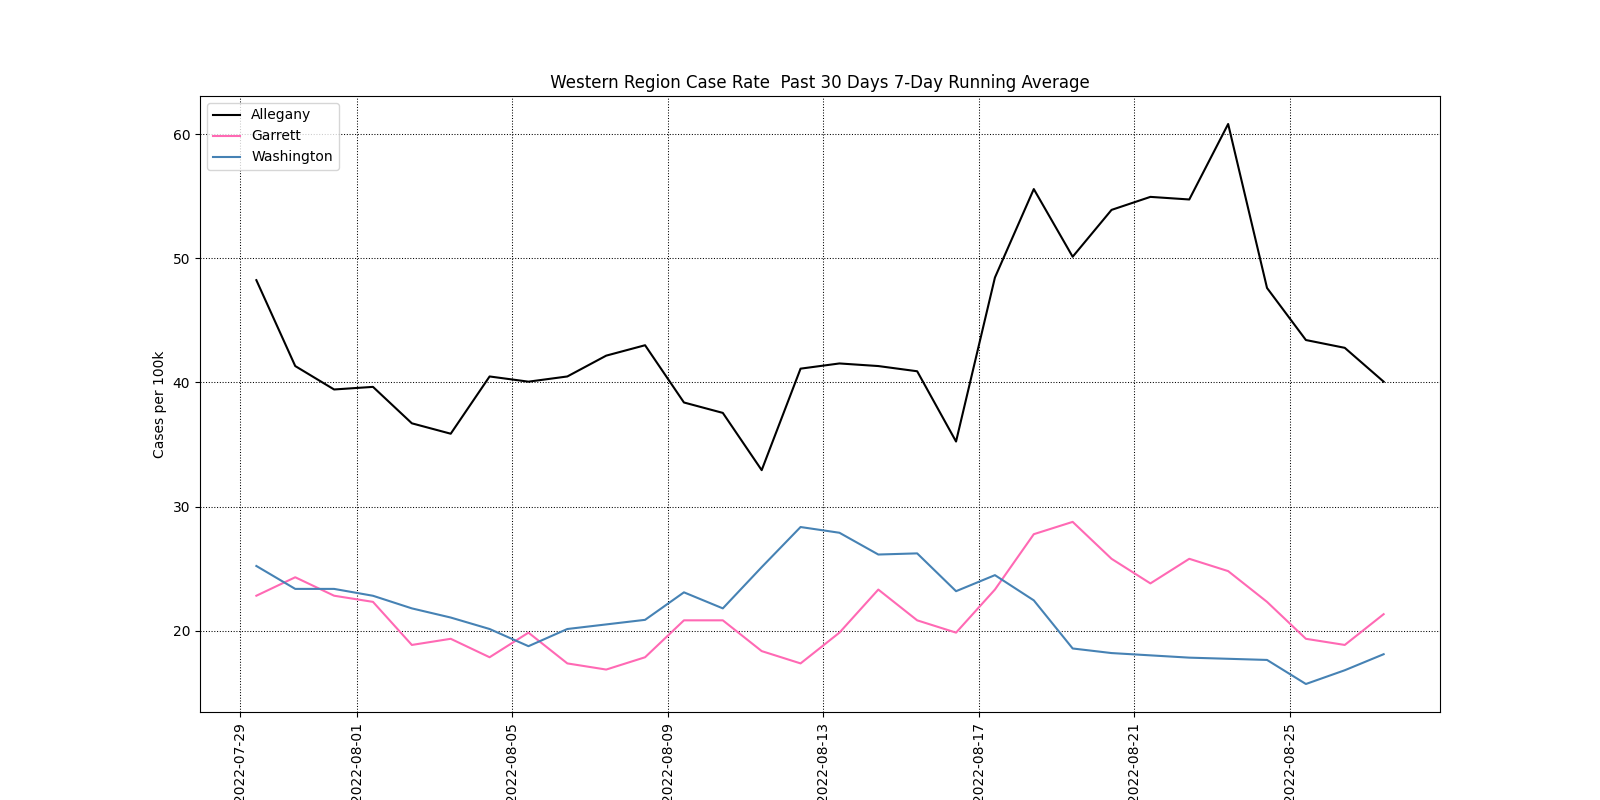 Western Region Case Rate  Past 30 Days 7-Day Running Average
Allegany
Garrett
Washington
60
50
40
30
20
Cases per 100k
2022-07-29
2022-08-01
2022-08-05
2022-08-09
2022-08-13
2022-08-17
2022-08-21
2022-08-25